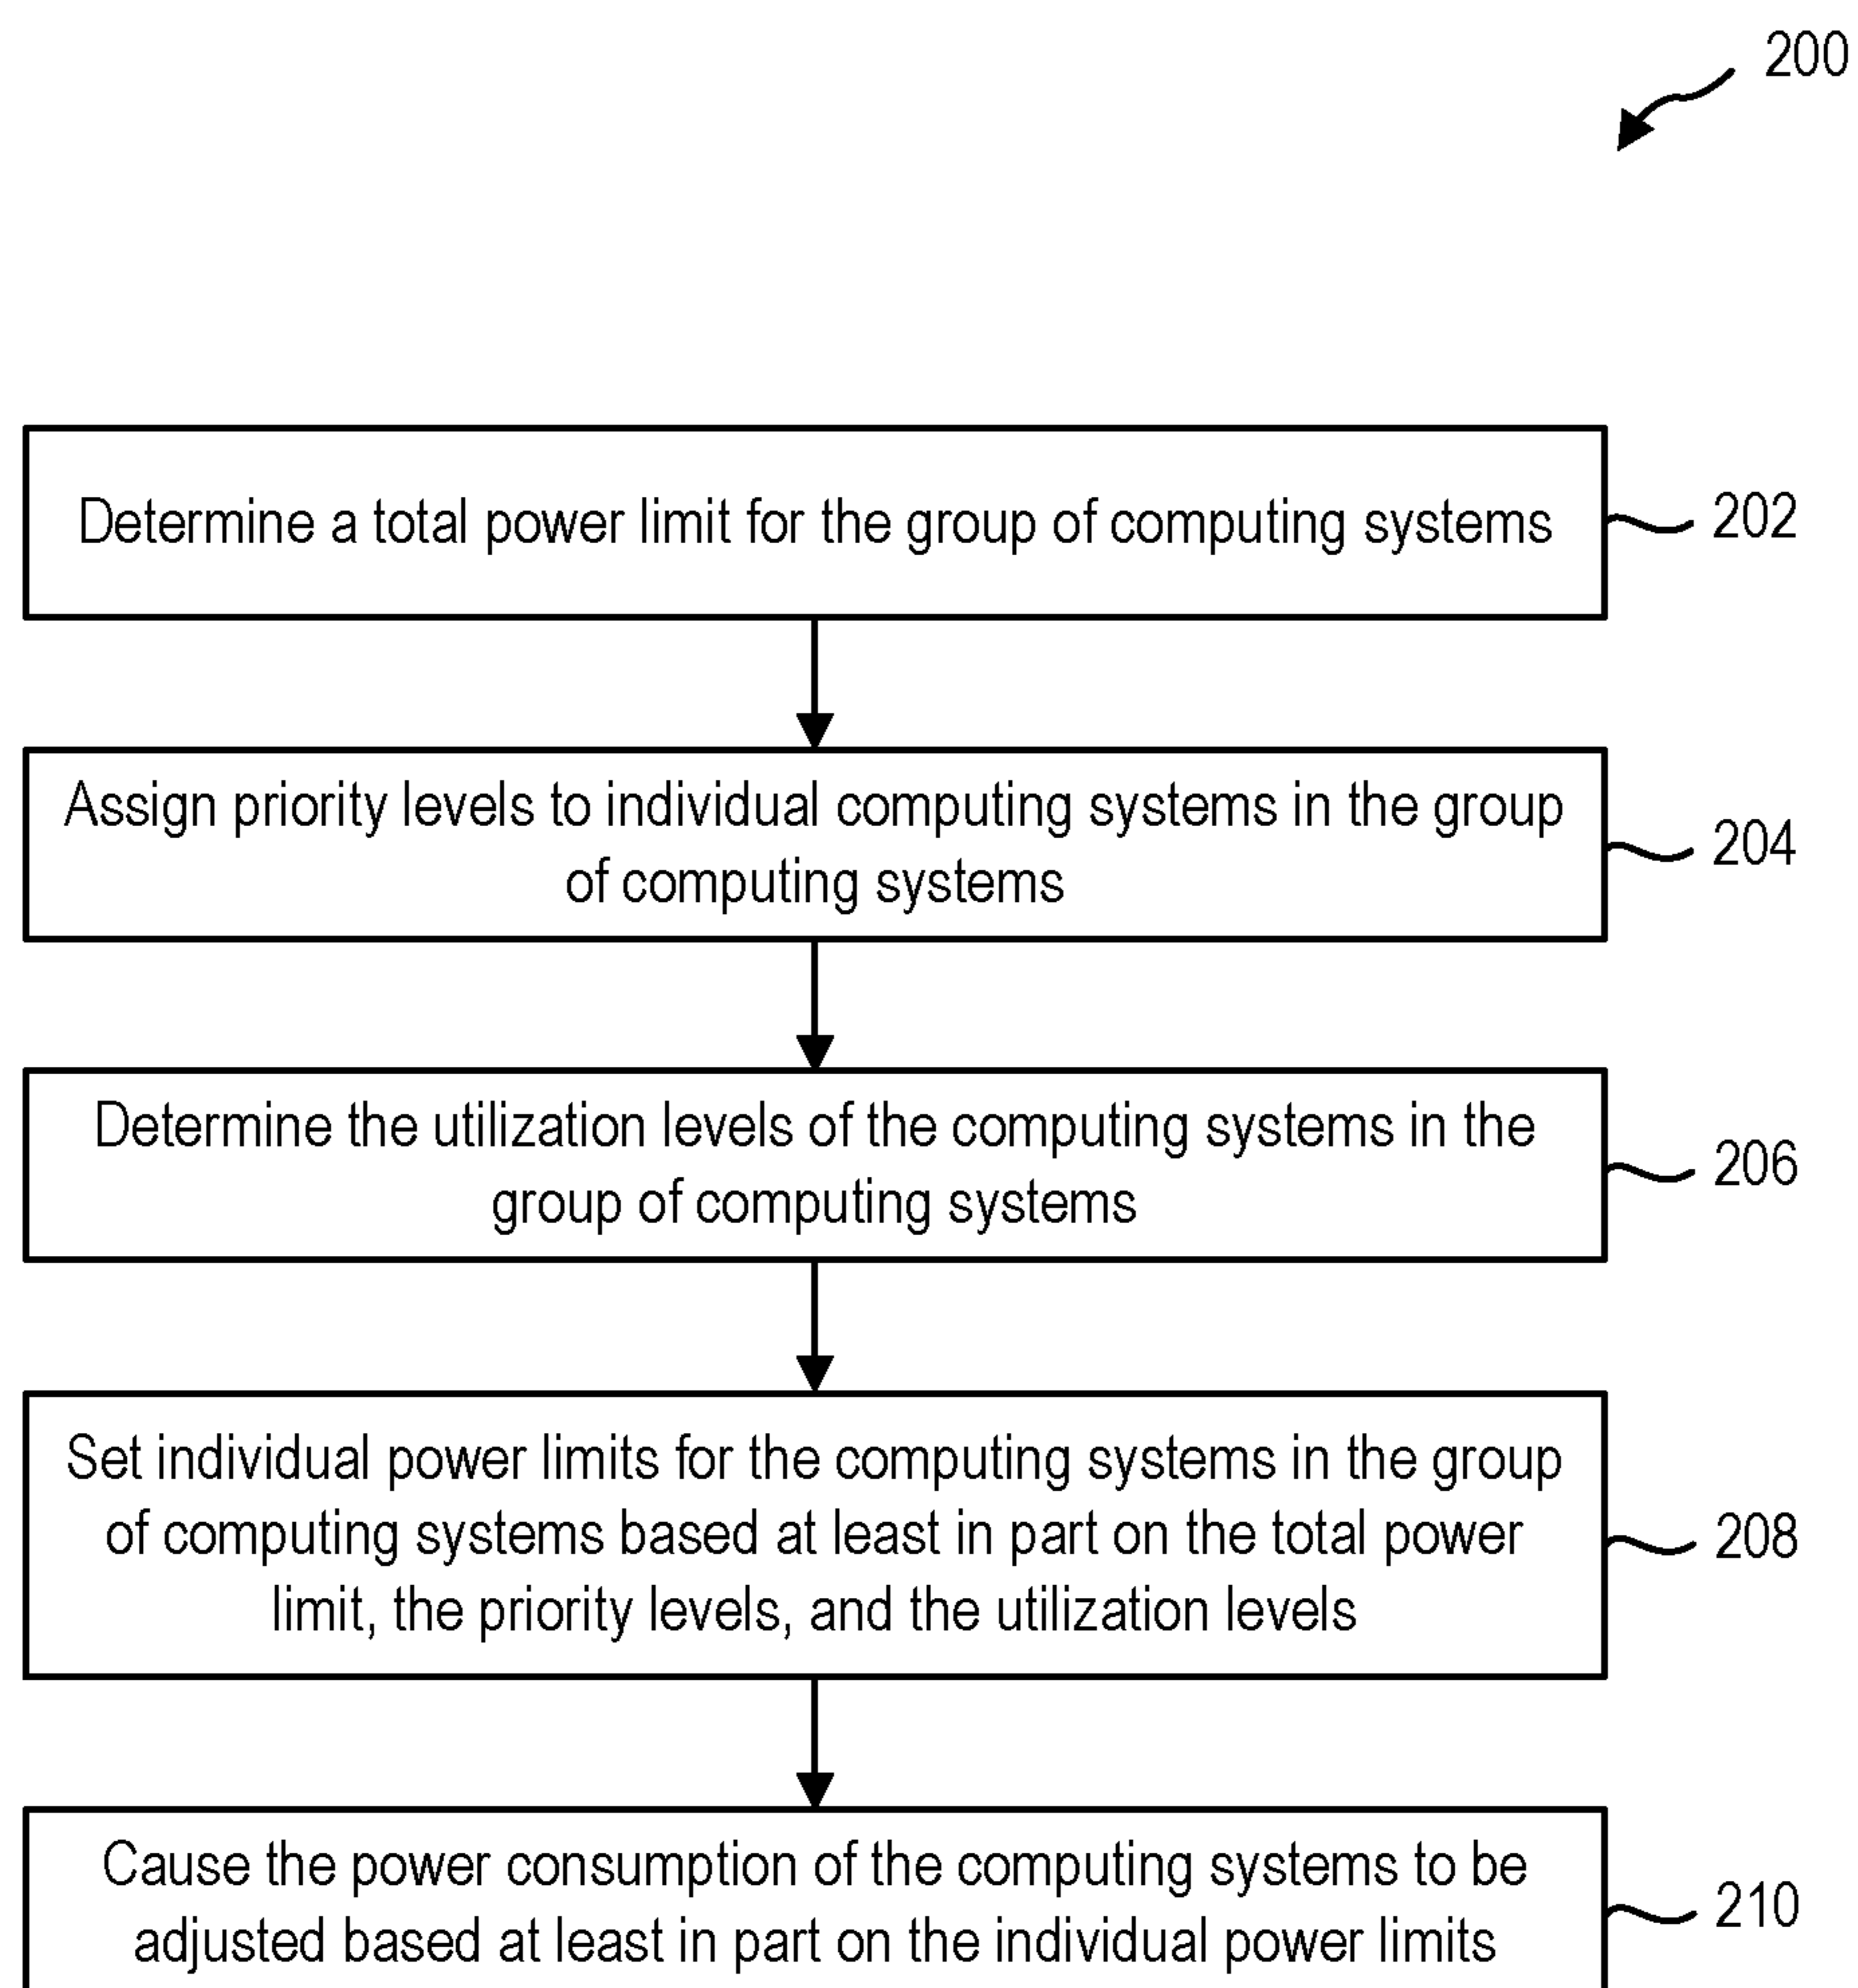 200
Determine a total power limit for the group of computing systems
202
Assign priority levels to individual computing systems in the group
of computing systems
204
Determine the utilization levels of the computing systems in the
group of computing systems
206
Set individual power limits for the computing systems in the group
of computing systems based at least in part on the total power
limit, the priority levels, and the utilization levels
208
Cause the power consumption of the computing systems to be
adjusted based at least in part on the individual power limits
210